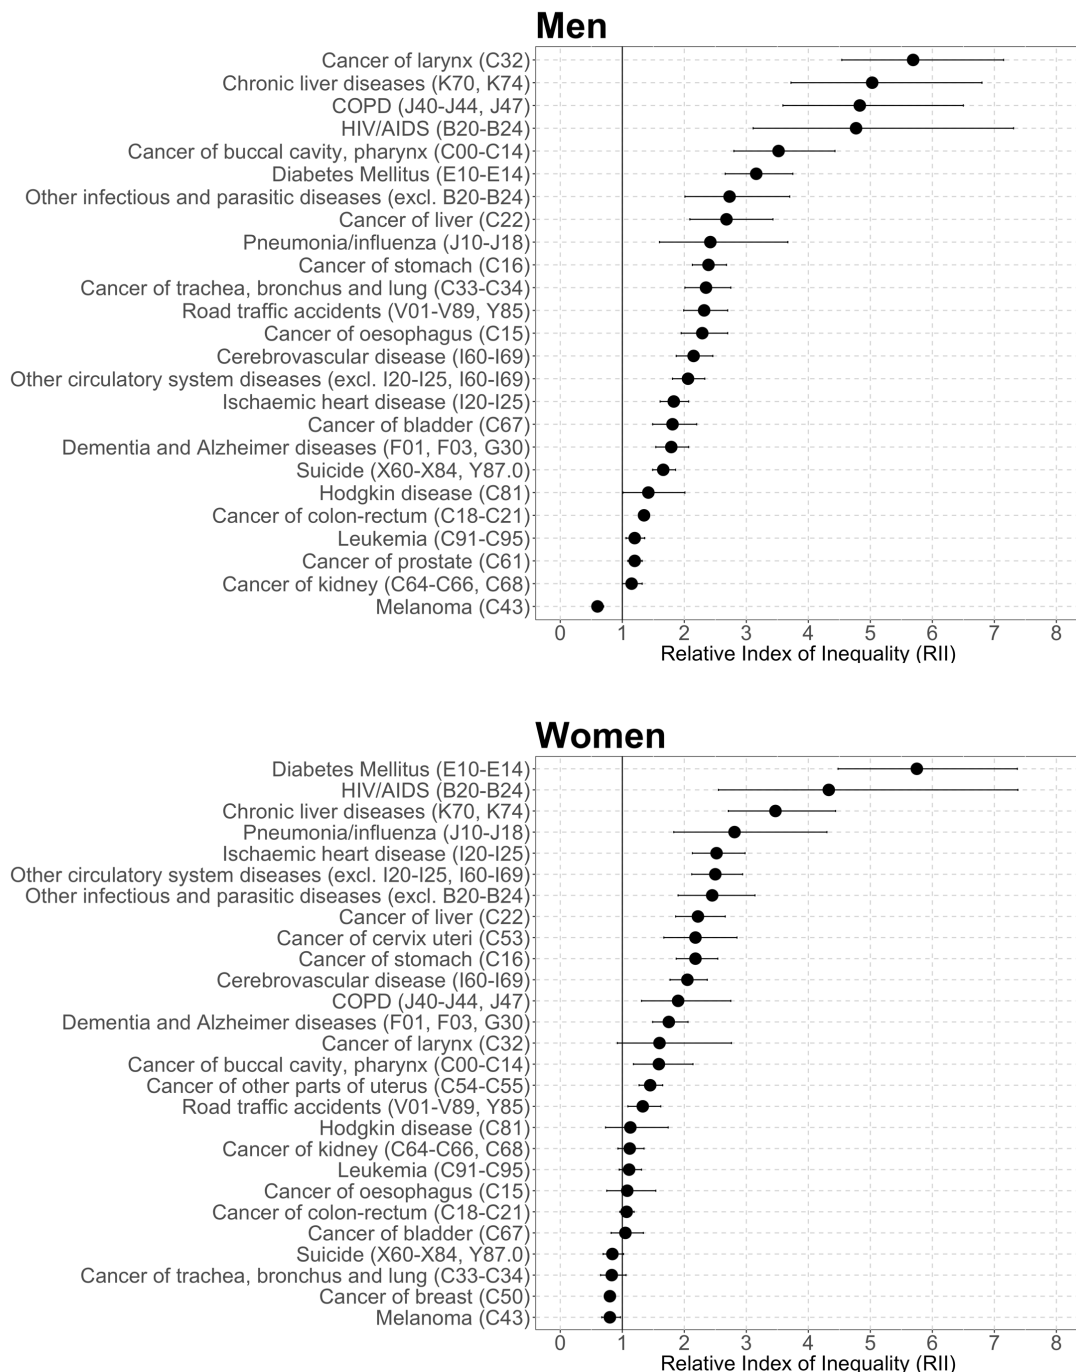 Men
Cancer of larynx (C32)
Chronic liver diseases (K70, K74)
COPD (J40-J44, J47)
HIV/AIDS (B20-B24)
Cancer of buccal cavity, pharynx (C00-C14)
Diabetes Mellitus (E10-E14)
Other infectious and parasitic diseases (excl. B20-B24)
Cancer of liver (C22)
Pneumonia/influenza (J10-J18)
Cancer of stomach (C16)
Cancer of trachea, bronchus and lung (C33-C34)
Road traffic accidents (V01-V89, Y85)
Cancer of oesophagus (C15)
Cerebrovascular disease (I60-I69)
Other circulatory system diseases (excl. I20-I25, I60-I69)
Ischaemic heart disease (I20-I25)
Cancer of bladder (C67)
Dementia and Alzheimer diseases (F01, F03, G30)
Suicide (X60-X84, Y87.0)
Hodgkin disease (C81)
Cancer of colon-rectum (C18-C21)
Leukemia (C91-C95)
Cancer of prostate (C61)
Cancer of kidney (C64-C66, C68)
Melanoma (C43)
0 1 2 3 4 5 6 7 8
Relative Index of Inequality (RII)
Women
Diabetes Mellitus (E10-E14)
HIV/AIDS (B20-B24)
Chronic liver diseases (K70, K74)
Pneumonia/influenza (J10-J18)
Ischaemic heart disease (I20-I25)
Other circulatory system diseases (excl. I20-I25, I60-I69)
Other infectious and parasitic diseases (excl. B20-B24)
Cancer of liver (C22)
Cancer of cervix uteri (C53)
Cancer of stomach (C16)
Cerebrovascular disease (I60-I69)
COPD (J40-J44, J47)
Dementia and Alzheimer diseases (F01, F03, G30)
Cancer of larynx (C32)
Cancer of buccal cavity, pharynx (C00-C14)
Cancer of other parts of uterus (C54-C55)
Road traffic accidents (V01-V89, Y85)
Hodgkin disease (C81)
Cancer of kidney (C64-C66, C68)
Leukemia (C91-C95)
Cancer of oesophagus (C15)
Cancer of colon-rectum (C18-C21)
Cancer of bladder (C67)
Suicide (X60-X84, Y87.0)
Cancer of trachea, bronchus and lung (C33-C34)
Cancer of breast (C50)
Melanoma (C43)
0 1 2 3 4 5 6 7 8
Relative Index of Inequality (RII)